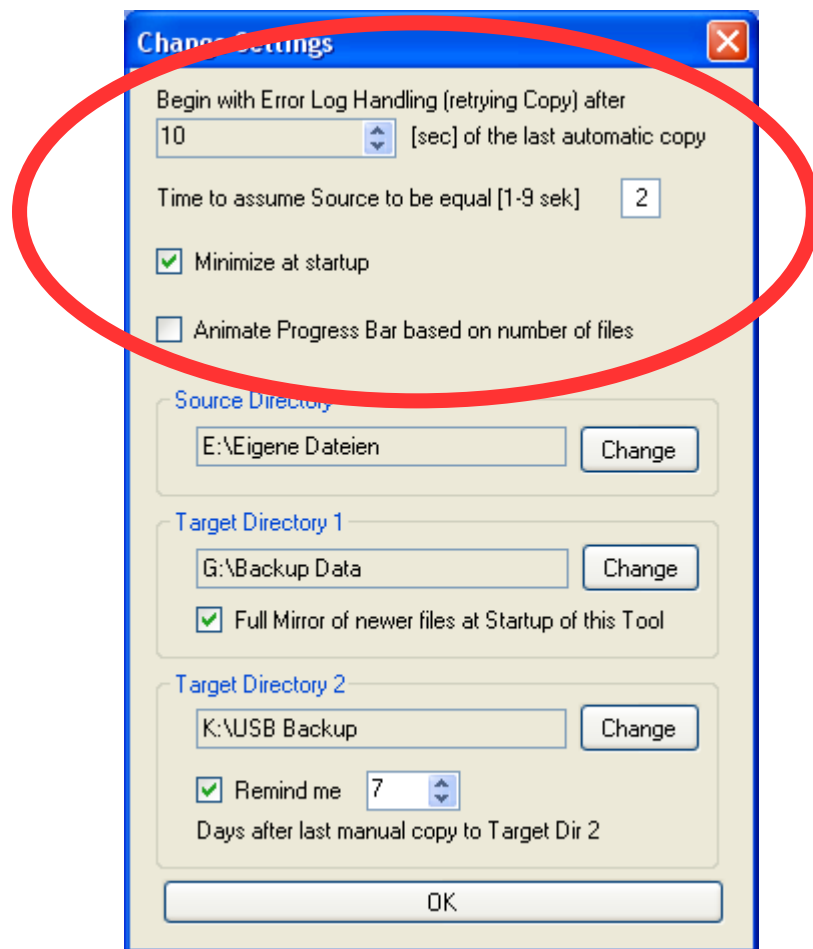 Change Settings
Begin with Error Log Handling (retrying Copy) after
10 [sec] of the last automatic copy
Time to assume Source to be equal [1-9 sek] 2
Minimize at startup
Animate Progress Bar based on number of files
Source Directory
E:\Eigene Dateien Change
Target Directory 1
G:\Backup Data Change
Full Mirror of newer files at Startup of this Tool
Target Directory 2
K:\USB Backup Change
Remind me 7
Days after last manual copy to Target Dir 2
OK